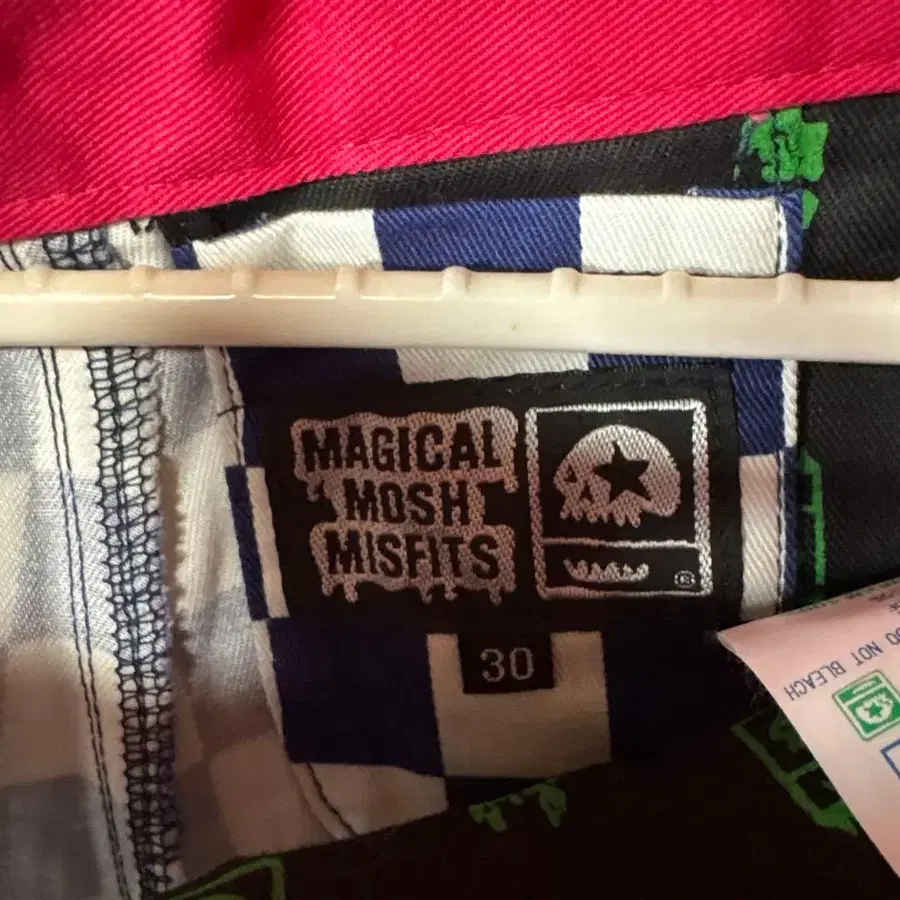 MAGICAL
MOSH
MISFITS
30
DO NOT BLEACH